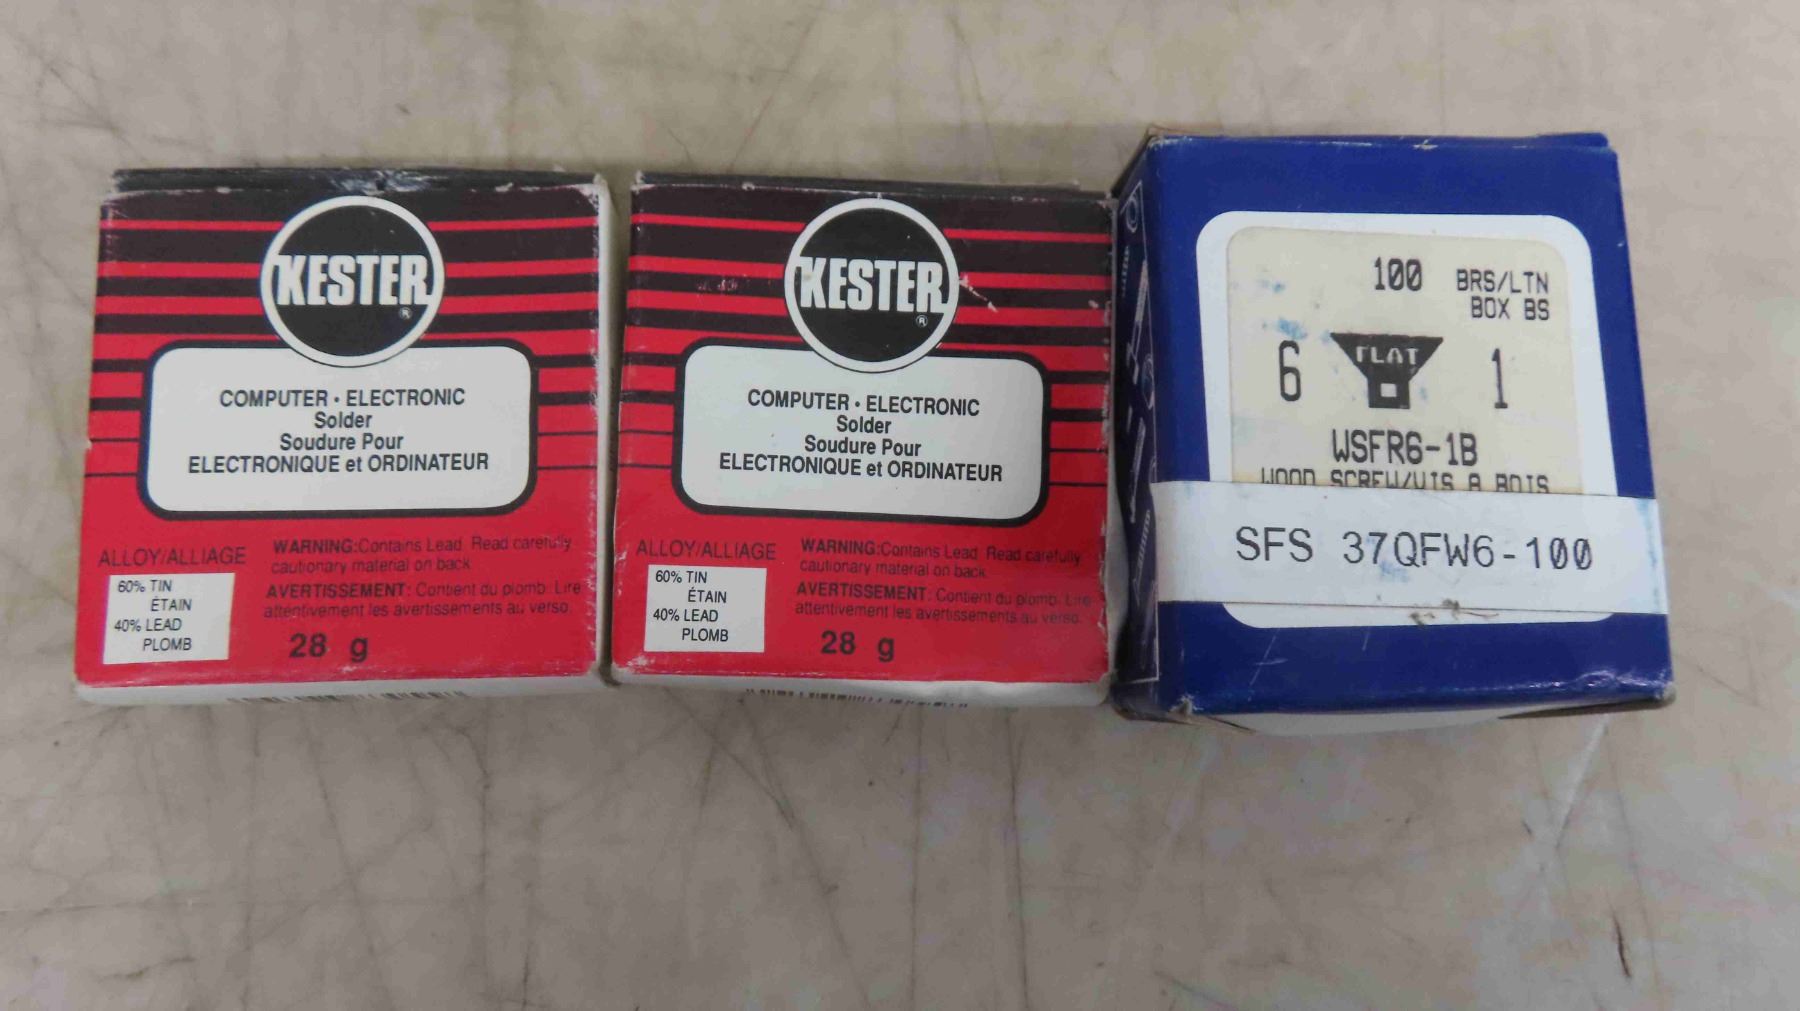 KESTER®
COMPUTER • ELECTRONIC
Solder
Soudure Pour
ELECTRONIQUE et ORDINATEUR
ALLOY/ALLIAGE
60% TIN
ÉTAIN
40% LEAD
PLOMB
WARNING:Contains Lead. Read carefully
cautionary material on back.
AVERTISSEMENT: Contient du plomb. Lire
attentivement les avertissements au verso.
28 g
KESTER®
COMPUTER • ELECTRONIC
Solder
Soudure Pour
ELECTRONIQUE et ORDINATEUR
ALLOY/ALLIAGE
60% TIN
ÉTAIN
40% LEAD
PLOMB
WARNING:Contains Lead. Read carefully
cautionary material on back.
AVERTISSEMENT: Contient du plomb. Lire
attentivement les avertissements au verso.
28 g
100 BRS/LTN
BOX BS
6 FLAT 1
WSFR6-1B
WOOD SCREW/VIS A BOIS
SFS 37QFW6-100